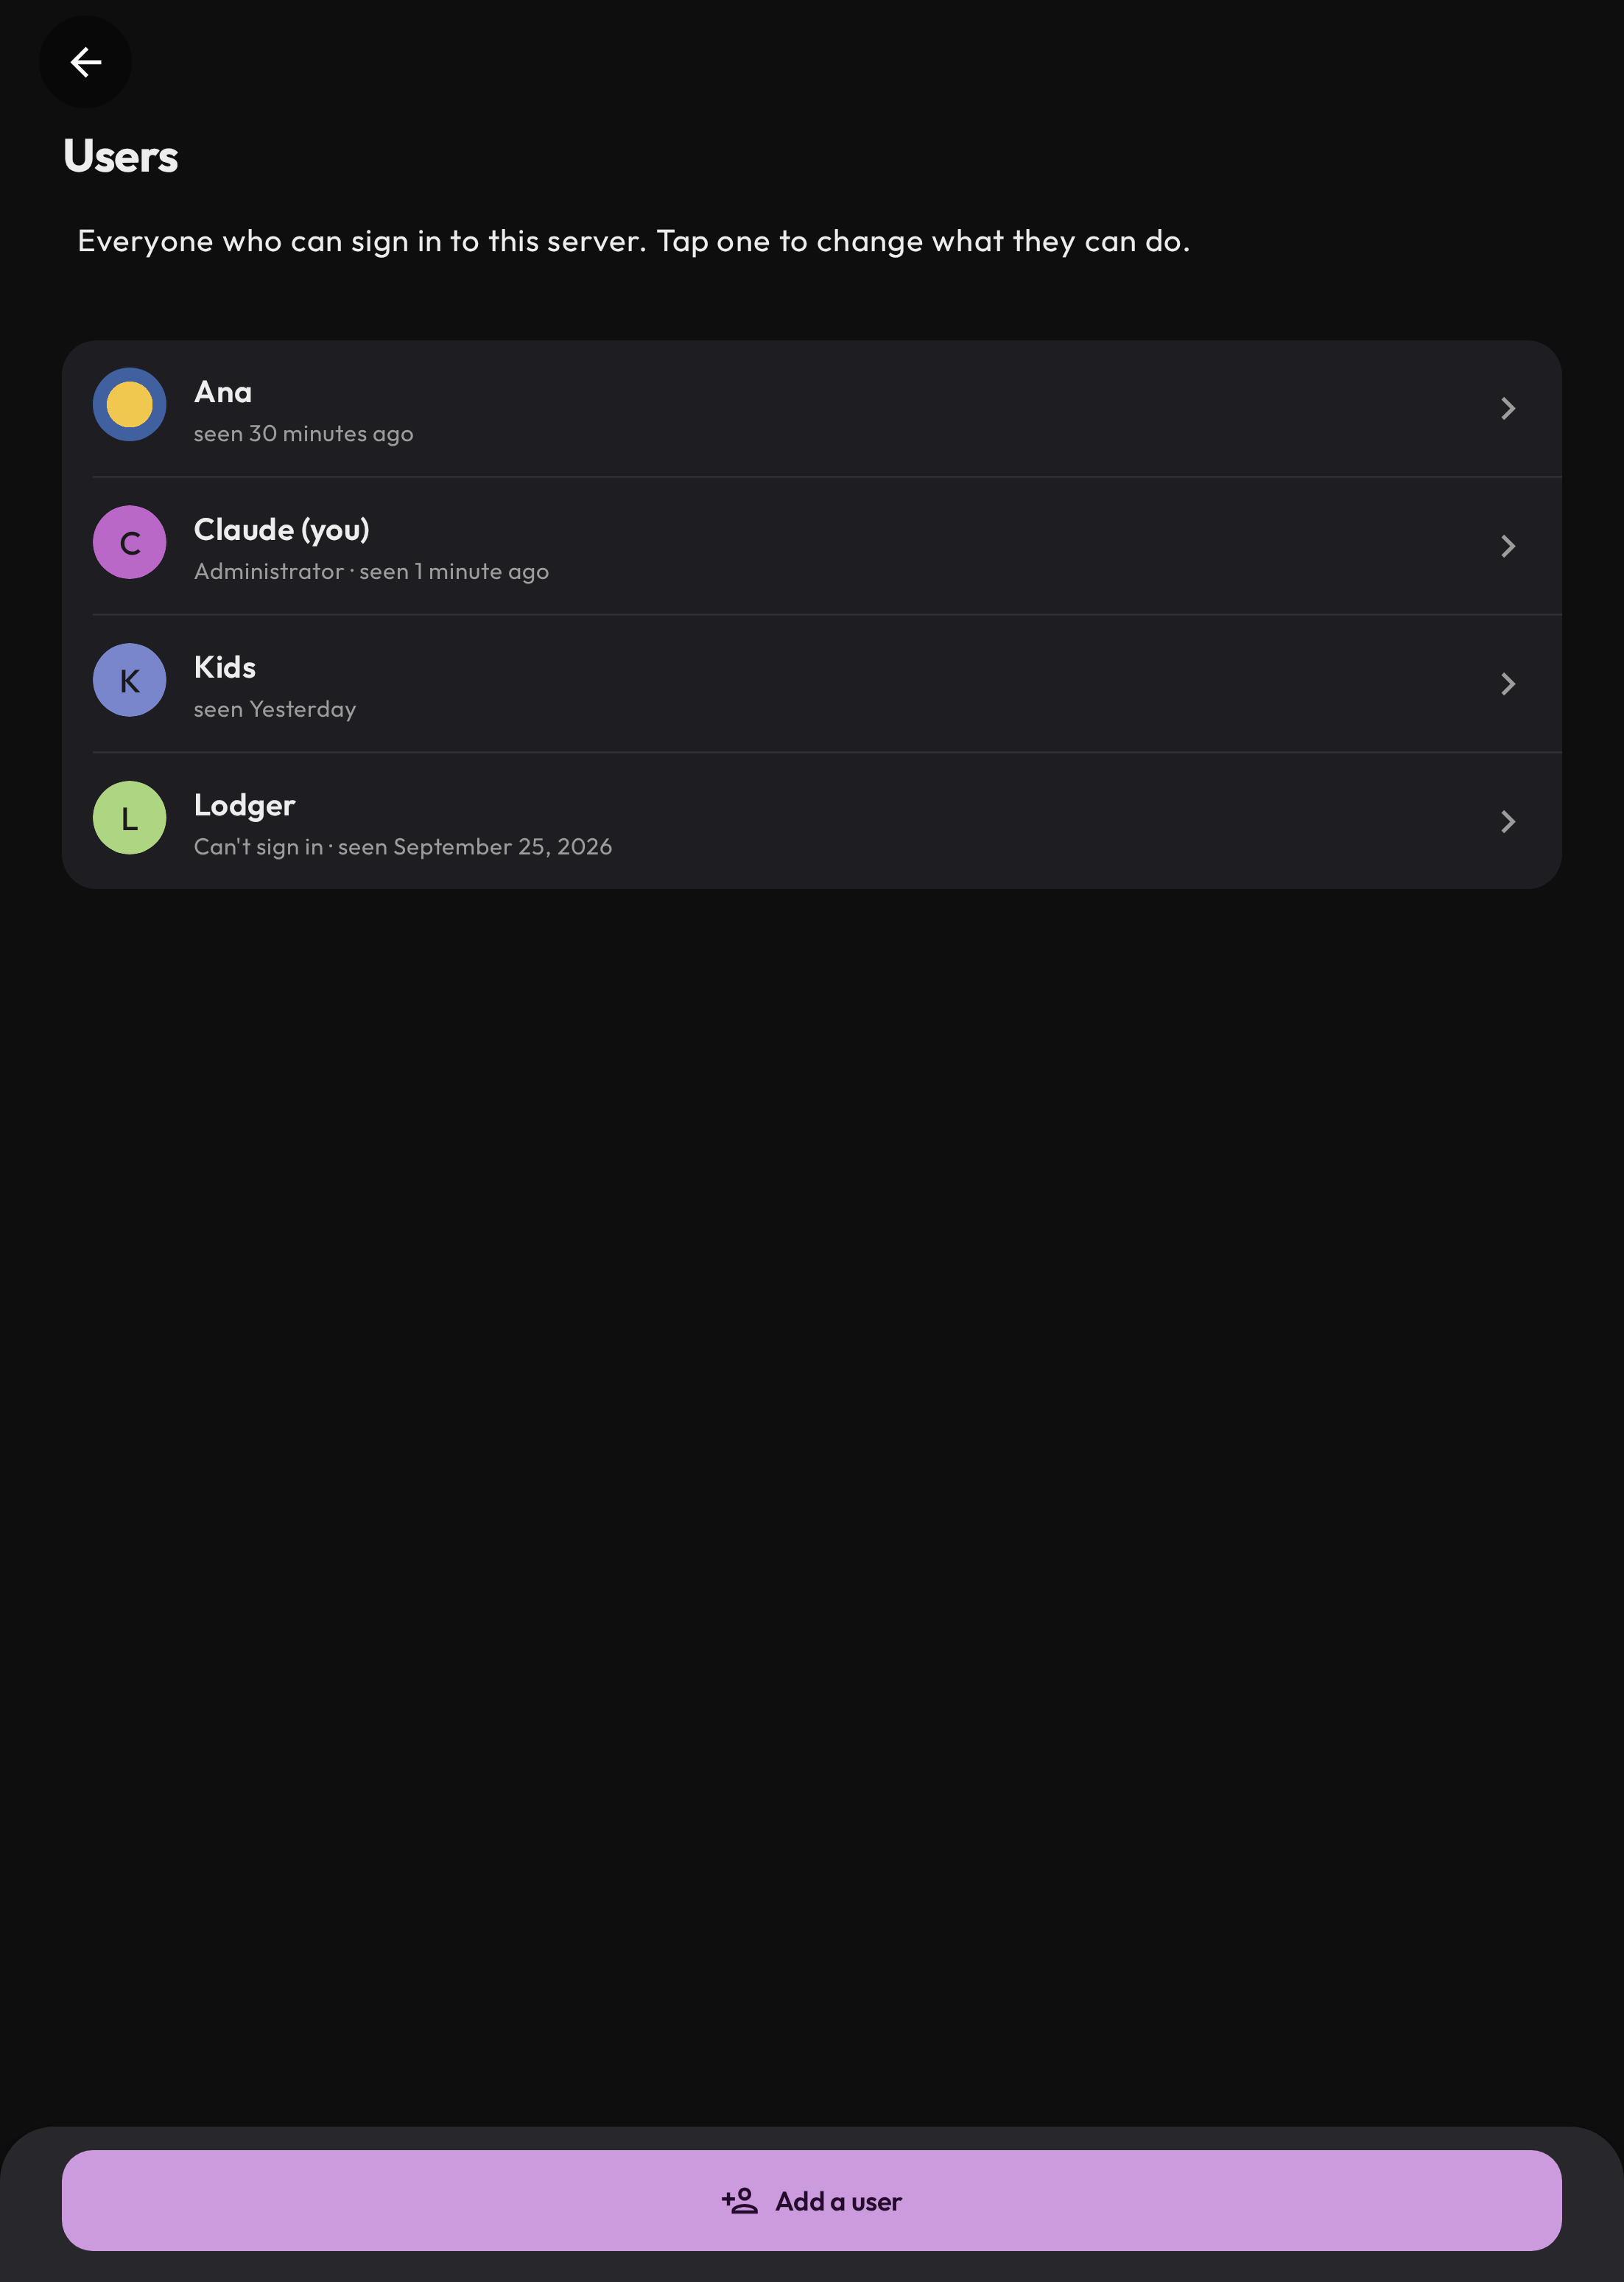 Users
Everyone who can sign in to this server. Tap one to change what they can do.
Ana
seen 30 minutes ago
C
Claude (you)
Administrator · seen 1 minute ago
K
Kids
seen Yesterday
L
Lodger
Can't sign in · seen September 25, 2026
Add a user